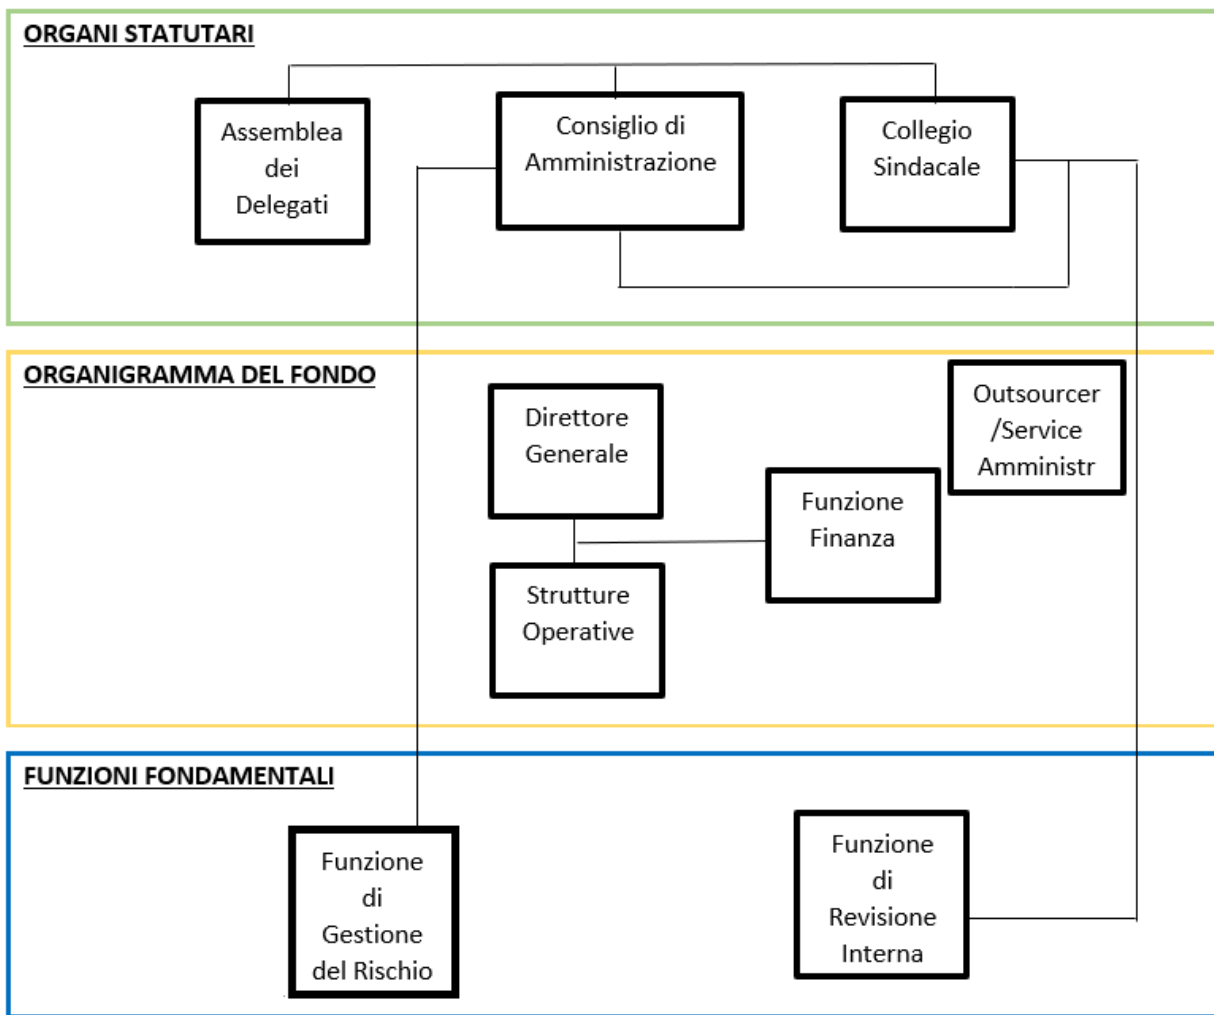 ORGANI STATUTARI
Assemblea
dei
Delegati
Consiglio di
Amministrazione
Collegio
Sindacale
ORGANIGRAMMA DEL FONDO
Direttore
Generale
Outsourcer
/Service
Amministr
Funzione
Finanza
Strutture
Operative
FUNZIONI FONDAMENTALI
Funzione
di
Gestione
del Rischio
Funzione
di
Revisione
Interna